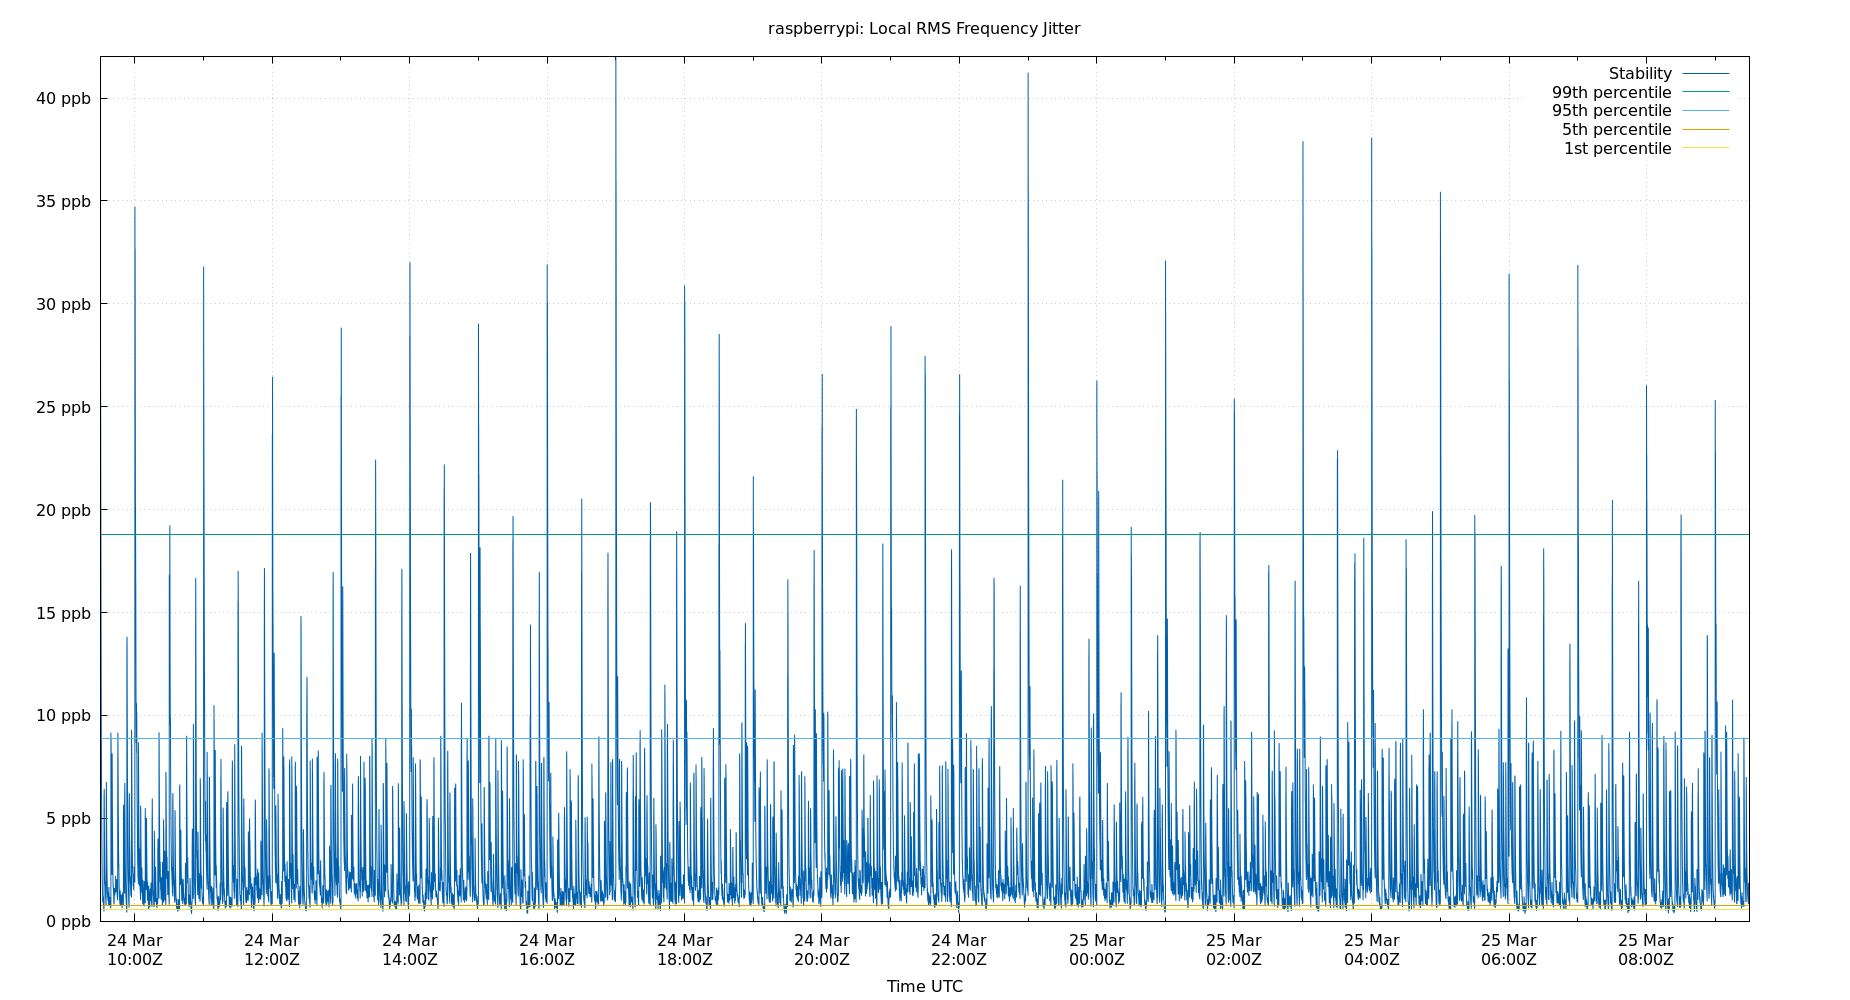 raspberrypi: Local RMS Frequency Jitter
Stability
99th percentile
95th percentile
5th percentile
1st percentile
40 ppb
35 ppb
30 ppb
25 ppb
20 ppb
15 ppb
10 ppb
5 ppb
0 ppb
24 Mar 24 Mar 24 Mar 24 Mar 24 Mar 24 Mar 24 Mar 25 Mar 25 Mar 25 Mar 25 Mar 25 Mar
10:00Z 12:00Z 14:00Z 16:00Z 18:00Z 20:00Z 22:00Z 00:00Z 02:00Z 04:00Z 06:00Z 08:00Z
Time UTC